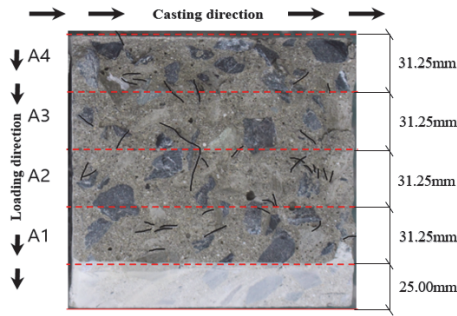 Casting direction
Loading direction
A4
31.25mm
A3
31.25mm
A2
31.25mm
A1
31.25mm
25.00mm